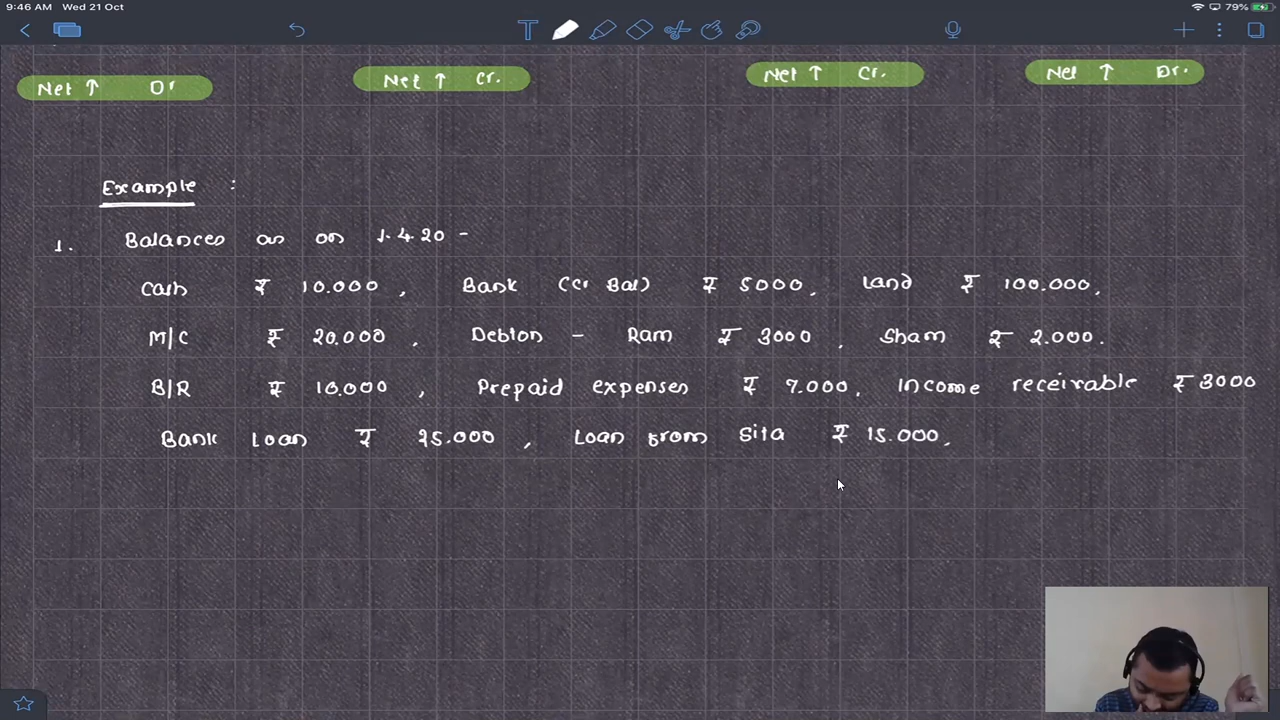 9:46 AM Wed 21 Oct 79%
Net ↑ Dr Net ↑ Cr. Net ↑ Cr. Net ↑ Dr.
Example :
1. Balances as on 1.4.20 -
Cash ₹ 10.000, Bank (Cr Bal) ₹ 5000, Land ₹ 100.000,
M/C ₹ 20.000, Debtors - Ram ₹ 3000, Sham ₹ 2.000.
B/R ₹ 10.000, Prepaid expenses ₹ 7.000, Income receivable ₹ 3000
Bank Loan ₹ 25.000, Loan from Sita ₹ 15.000,